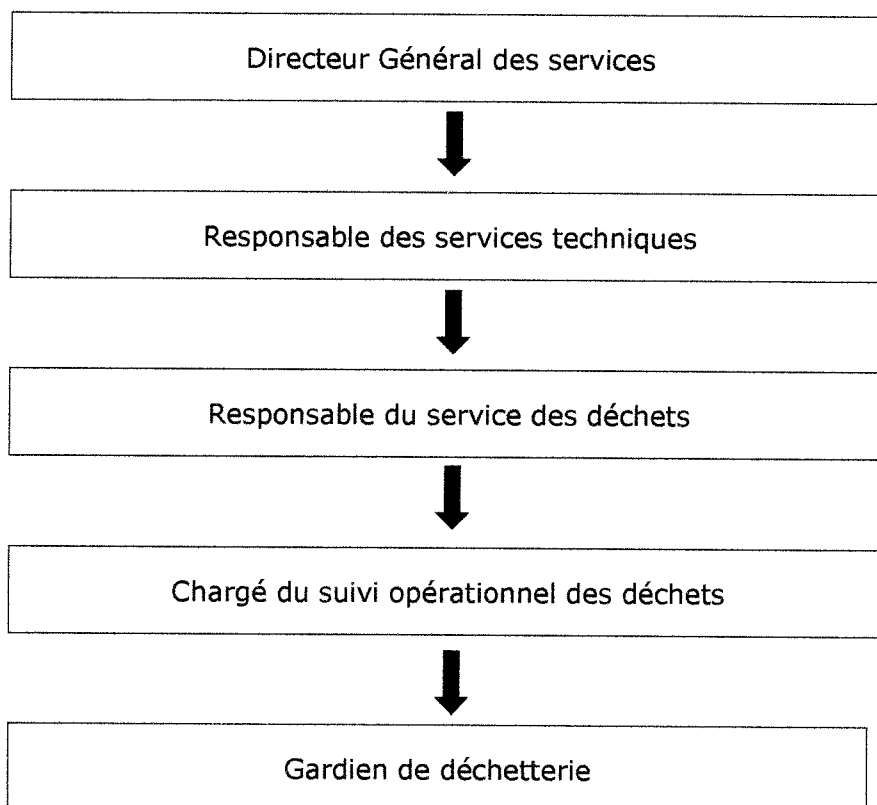 Directeur Général des services
Responsable des services techniques
Responsable du service des déchets
Chargé du suivi opérationnel des déchets
Gardien de déchetterie